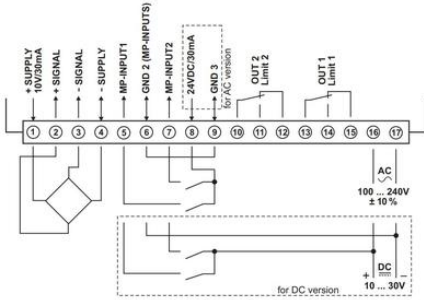 + SUPPLY
10V/30mA
+ SIGNAL
- SIGNAL
- SUPPLY
MP-INPUT1
GND 2 (MP-INPUTS)
MP-INPUT2
24VDC/30mA
GND 3
for AC version
OUT 2
Limit 2
OUT 1
Limit 1
1 2 3 4 5 6 7 8 9 10 11 12 13 14 15 16 17
AC
100 ... 240V
± 10 %
+ DC –
10 ... 30V
for DC version